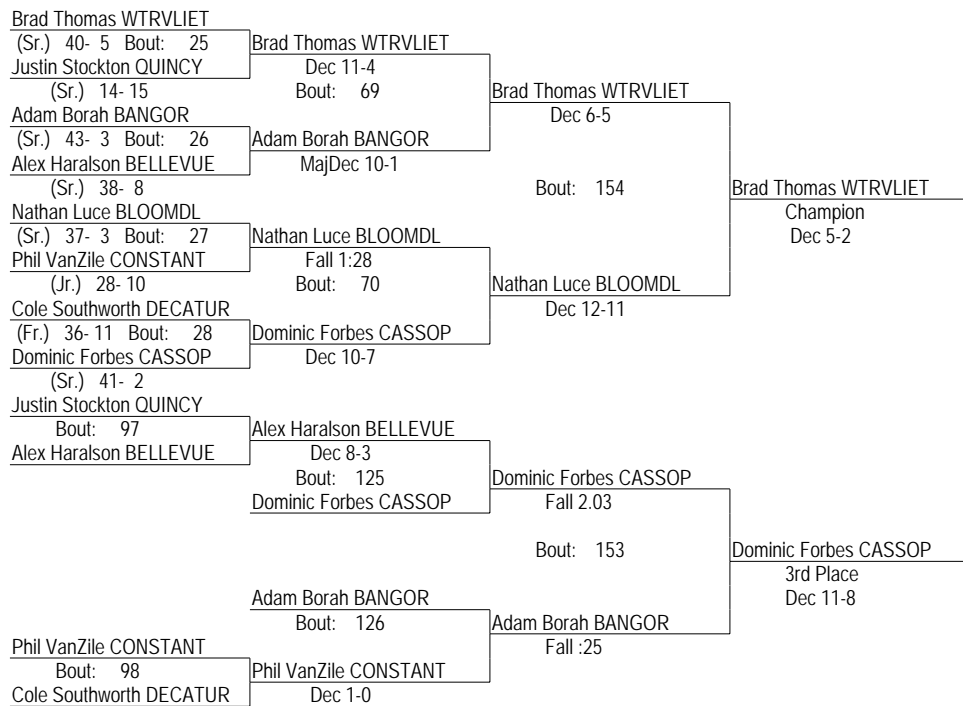 Brad Thomas WTRVLIET
(Sr.) 40- 5 Bout: 25
Justin Stockton QUINCY
(Sr.) 14- 15
Adam Borah BANGOR
(Sr.) 43- 3 Bout: 26
Alex Haralson BELLEVUE
(Sr.) 38- 8
Nathan Luce BLOOMDL
(Sr.) 37- 3 Bout: 27
Phil VanZile CONSTANT
(Jr.) 28- 10
Cole Southworth DECATUR
(Fr.) 36- 11 Bout: 28
Dominic Forbes CASSOP
(Sr.) 41- 2
Justin Stockton QUINCY
Bout: 97
Alex Haralson BELLEVUE
Phil VanZile CONSTANT
Bout: 98
Cole Southworth DECATUR
Brad Thomas WTRVLIET
Dec 11-4
Bout: 69
Adam Borah BANGOR
MajDec 10-1
Nathan Luce BLOOMDL
Fall 1:28
Bout: 70
Dominic Forbes CASSOP
Dec 10-7
Alex Haralson BELLEVUE
Dec 8-3
Bout: 125
Dominic Forbes CASSOP
Adam Borah BANGOR
Bout: 126
Phil VanZile CONSTANT
Dec 1-0
Brad Thomas WTRVLIET
Dec 6-5
Bout: 154
Nathan Luce BLOOMDL
Dec 12-11
Dominic Forbes CASSOP
Fall 2.03
Bout: 153
Adam Borah BANGOR
Fall :25
Brad Thomas WTRVLIET
Champion
Dec 5-2
Dominic Forbes CASSOP
3rd Place
Dec 11-8